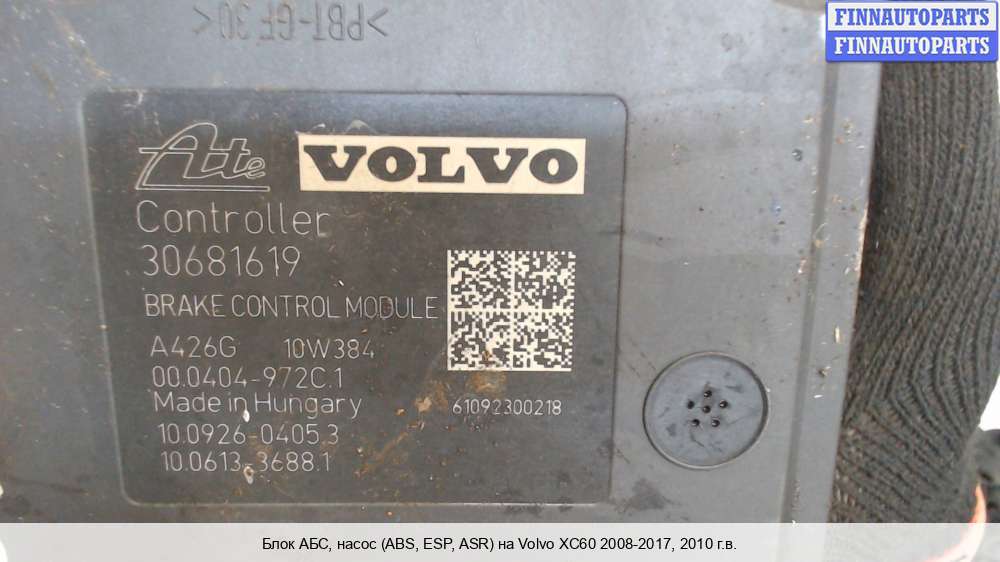 >PBT-GF30<
FINNAUTOPARTS
FINNAUTOPARTS
Ate VOLVO
Controller
30681619
BRAKE CONTROL MODULE
A426G 10W384
00.0404-972C.1
Made in Hungary
61092300218
10.0926-0405.3
10.0613-3688.1
Блок АБС, насос (ABS, ESP, ASR) на Volvo XC60 2008-2017, 2010 г.в.